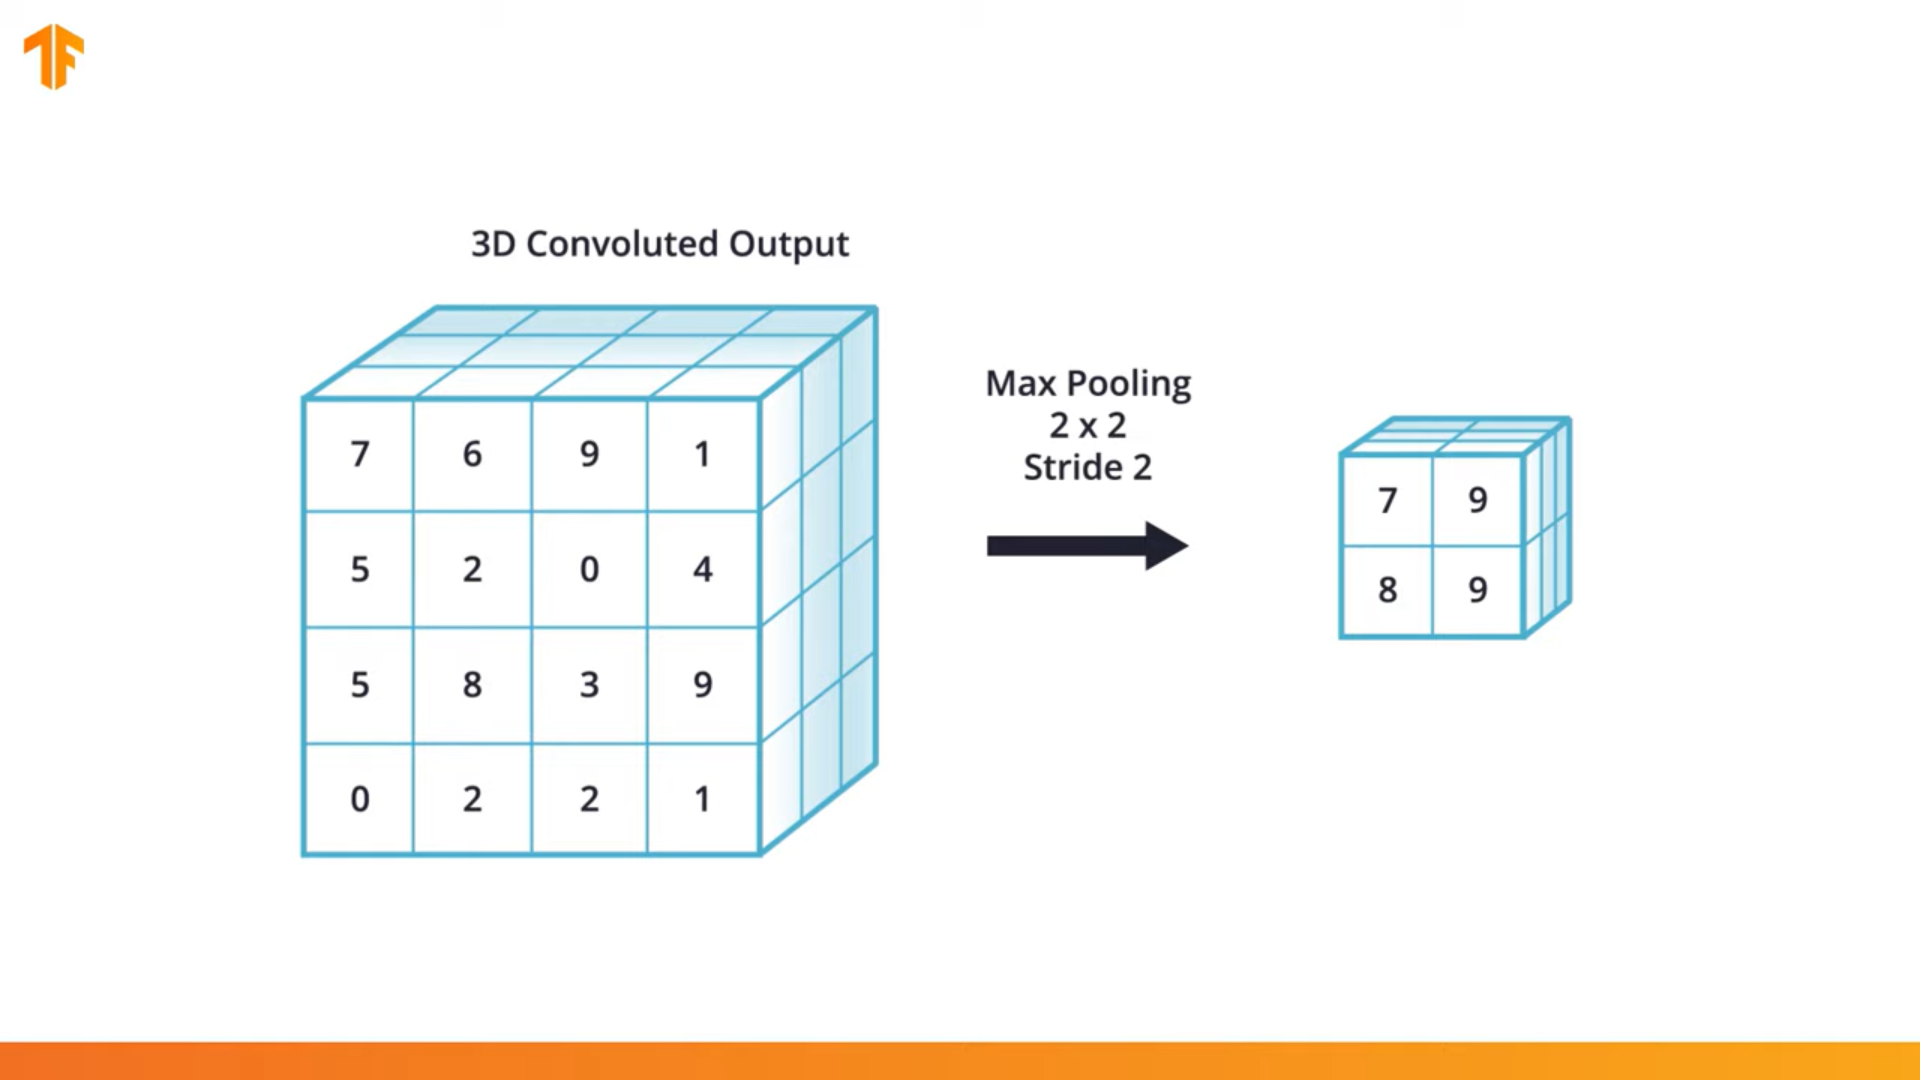 3D Convoluted Output
7 6 9 1
5 2 0 4
5 8 3 9
0 2 2 1
Max Pooling
2 x 2
Stride 2
7 9
8 9